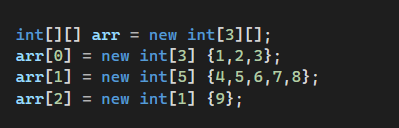 int[][] arr = new int[3][];
arr[0] = new int[3] {1,2,3};
arr[1] = new int[5] {4,5,6,7,8};
arr[2] = new int[1] {9};